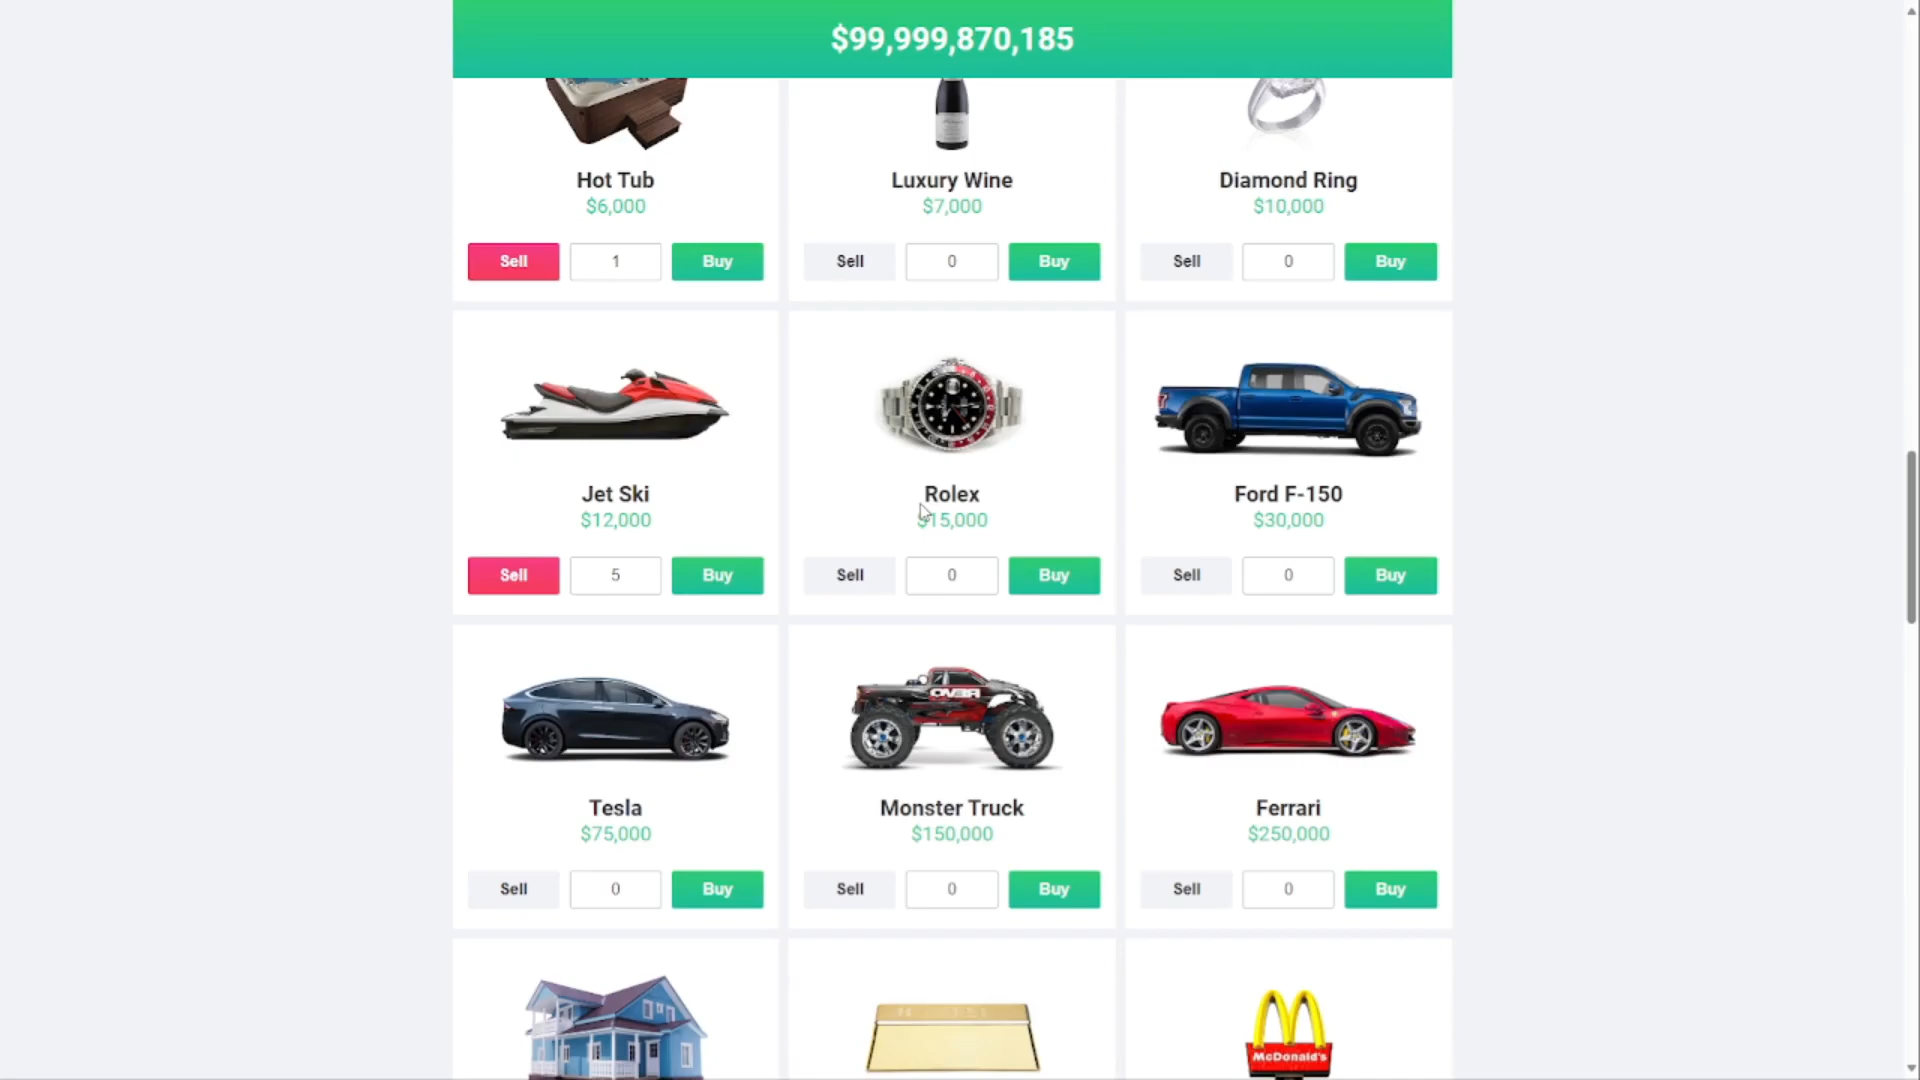 $99,999,870,185
Hot Tub
$6,000
Sell 1 Buy
Luxury Wine
$7,000
Sell 0 Buy
Diamond Ring
$10,000
Sell 0 Buy
Jet Ski
$12,000
Sell 5 Buy
Rolex
$15,000
Sell 0 Buy
Ford F-150
$30,000
Sell 0 Buy
Tesla
$75,000
Sell 0 Buy
Monster Truck
$150,000
Sell 0 Buy
Ferrari
$250,000
Sell 0 Buy
McDonald's